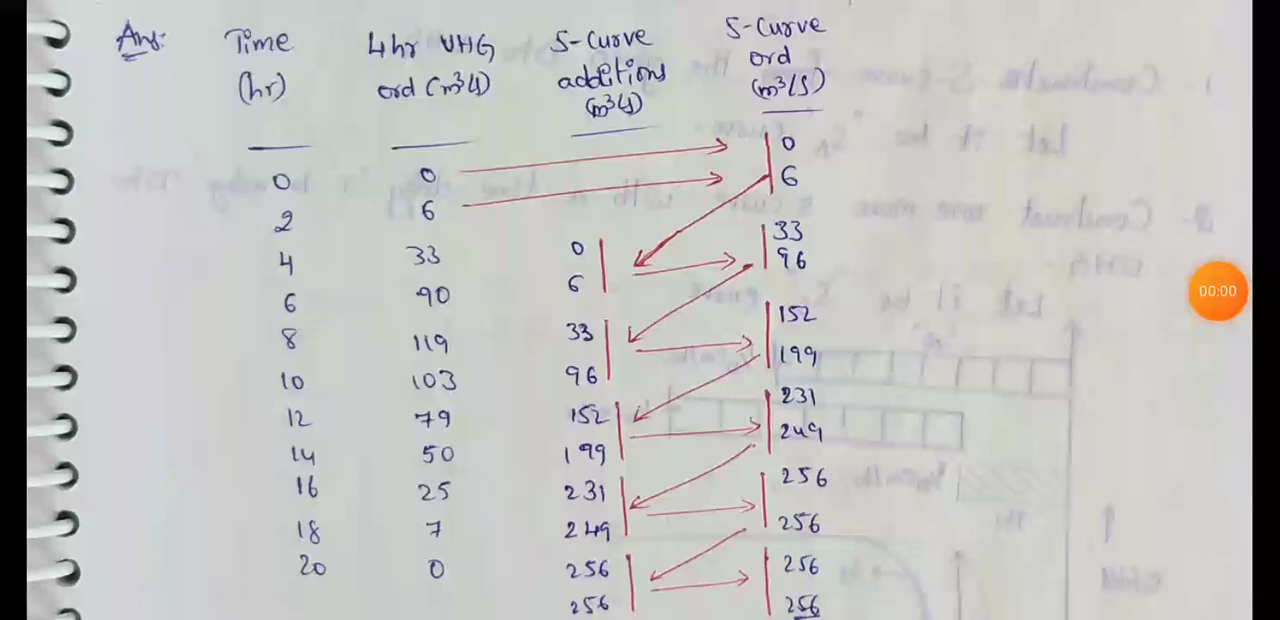 Ans: Time (hr) 4hr UHG ord (m³/s) S-Curve additions (m³/s) S-Curve ord (m³/s)
0 0 0
2 6 6
4 33 0 33
6 90 6 96
8 119 33 152
10 103 96 199
12 79 152 231
14 50 199 249
16 25 231 256
18 7 249 256
20 0 256 256
256 256
00:00